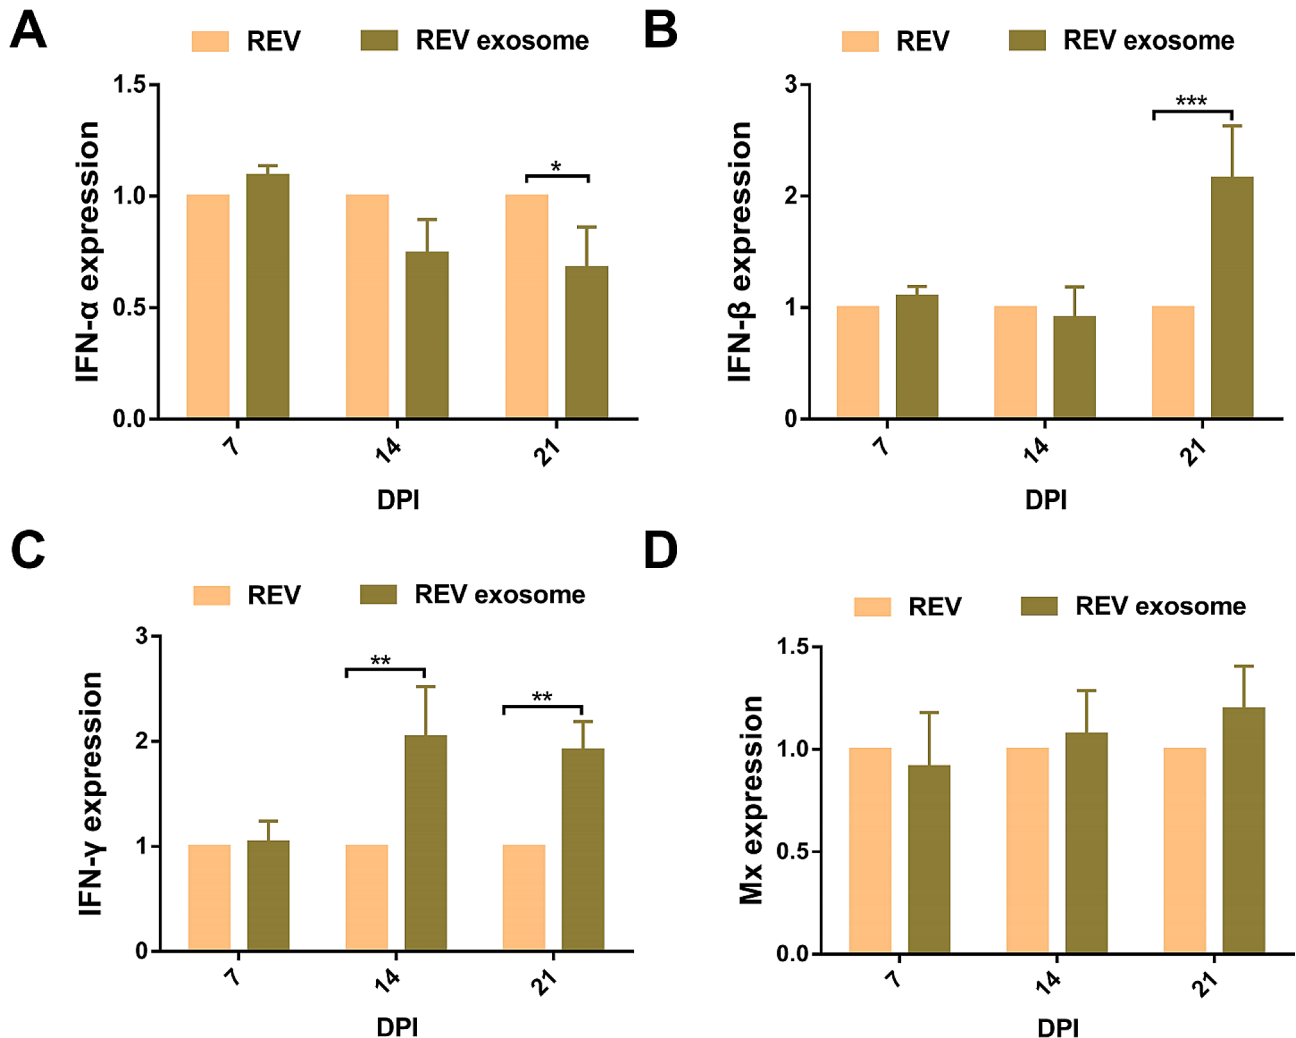 A
REV
REV exosome
IFN-α expression
1.5
1.0
0.5
0.0
*
7
14
21
DPI
B
REV
REV exosome
IFN-β expression
3
2
1
0
***
7
14
21
DPI
C
REV
REV exosome
IFN-γ expression
3
2
1
0
**
**
7
14
21
DPI
D
REV
REV exosome
Mx expression
1.5
1.0
0.5
0.0
7
14
21
DPI